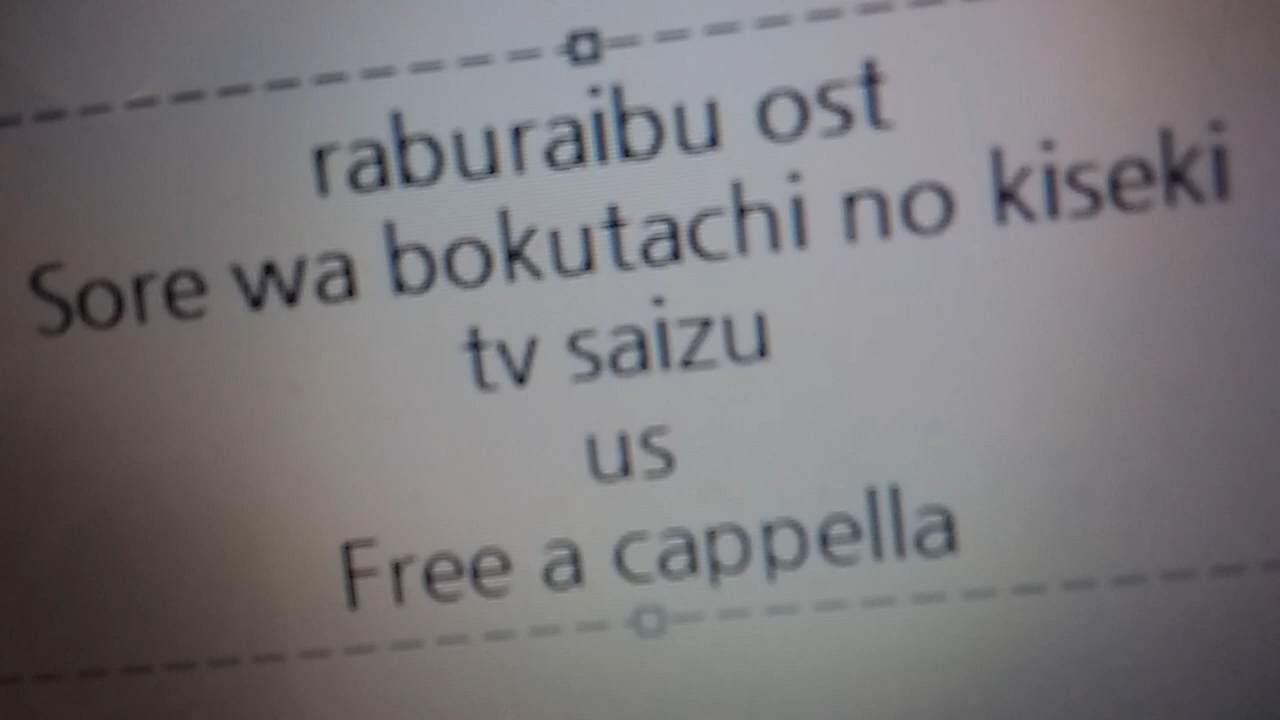 raburaibu ost
Sore wa bokutachi no kiseki
tv saizu
us
Free a cappella